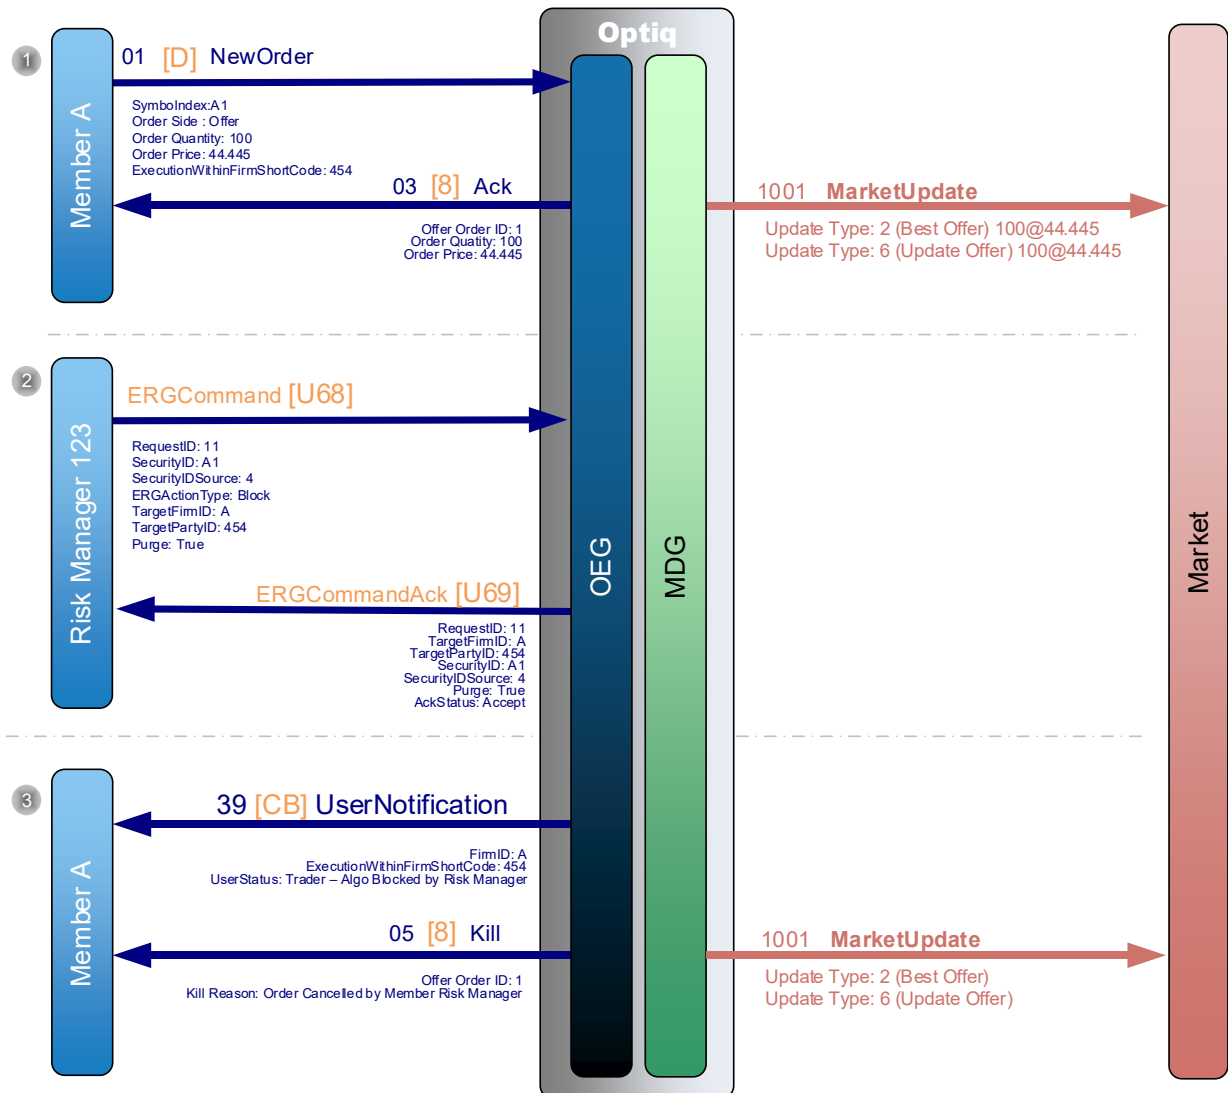 Optiq
1
Member A
01 [D] NewOrder
SymbolIndex:A1
Order Side : Offer
Order Quantity: 100
Order Price: 44.445
ExecutionWithinFirmShortCode: 454
03 [8] Ack
Offer Order ID: 1
Order Quatity: 100
Order Price: 44.445
1001 MarketUpdate
Update Type: 2 (Best Offer) 100@44.445
Update Type: 6 (Update Offer) 100@44.445
OEG
MDG
Market
2
Risk Manager 123
ERGCommand [U68]
RequestID: 11
SecurityID: A1
SecurityIDSource: 4
ERGActionType: Block
TargetFirmID: A
TargetPartyID: 454
Purge: True
ERGCommandAck [U69]
RequestID: 11
TargetFirmID: A
TargetPartyID: 454
SecurityID: A1
SecurityIDSource: 4
Purge: True
AckStatus: Accept
3
Member A
39 [CB] UserNotification
FirmID: A
ExecutionWithinFirmShortCode: 454
UserStatus: Trader – Algo Blocked by Risk Manager
05 [8] Kill
Offer Order ID: 1
Kill Reason: Order Cancelled by Member Risk Manager
1001 MarketUpdate
Update Type: 2 (Best Offer)
Update Type: 6 (Update Offer)